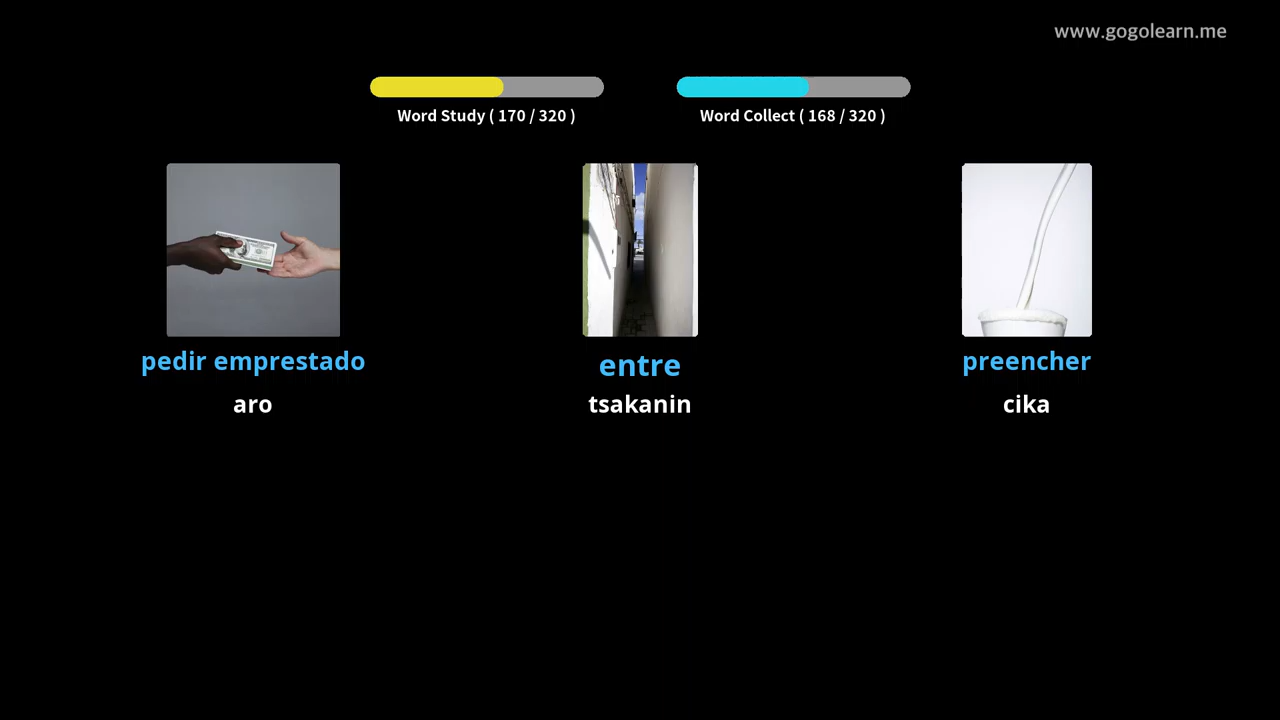 www.gogolearn.me
Word Study ( 170 / 320 )
Word Collect ( 168 / 320 )
pedir emprestado
aro
entre
tsakanin
preencher
cika